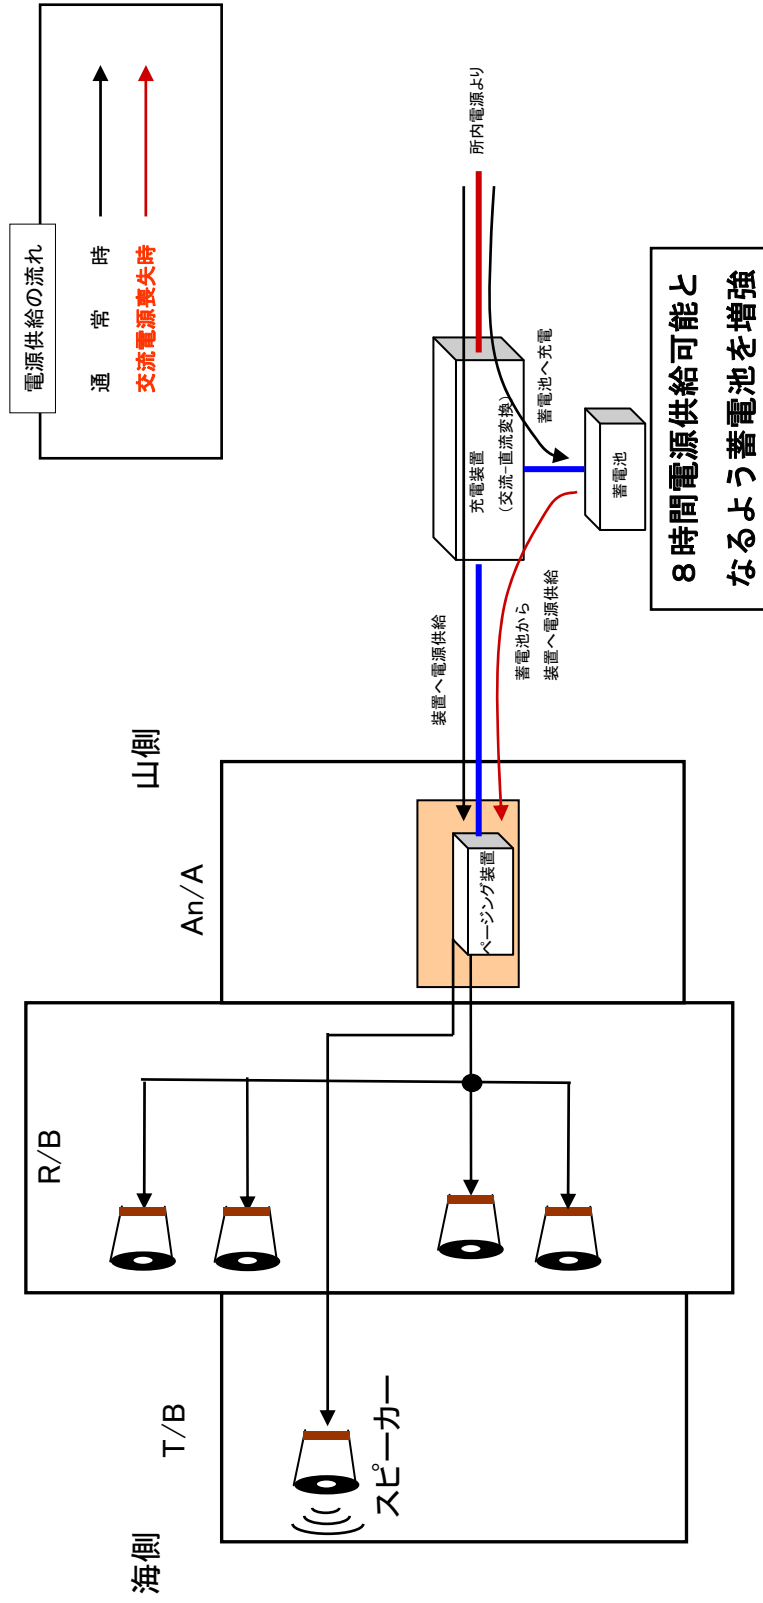 電源供給の流れ
通常時
交流電源喪失時
海側
山側
T/B
R/B
An/A
スピーカー
ページング装置
装置へ電源供給
蓄電池から
装置へ電源供給
充電装置
(交流-直流変換)
蓄電池へ充電
所内電源より
蓄電池
8時間電源供給可能と
なるよう蓄電池を増強